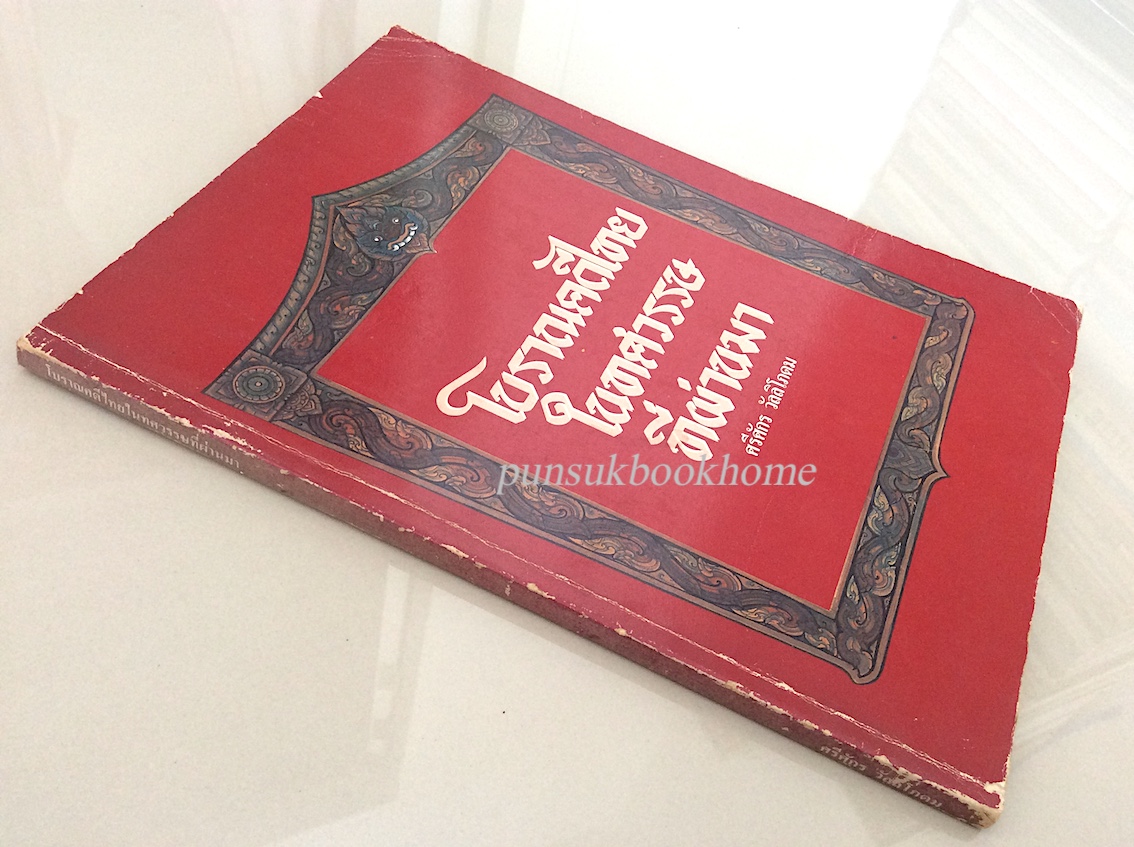 โบราณคดีไทย
ในทศวรรษ
ที่ผ่านมา
ศรีศักร วัลลิโภดม
punsukbookhome
โบราณคดีไทยในทศวรรษที่ผ่านมา
ศรีศักร วัลลิโภดม